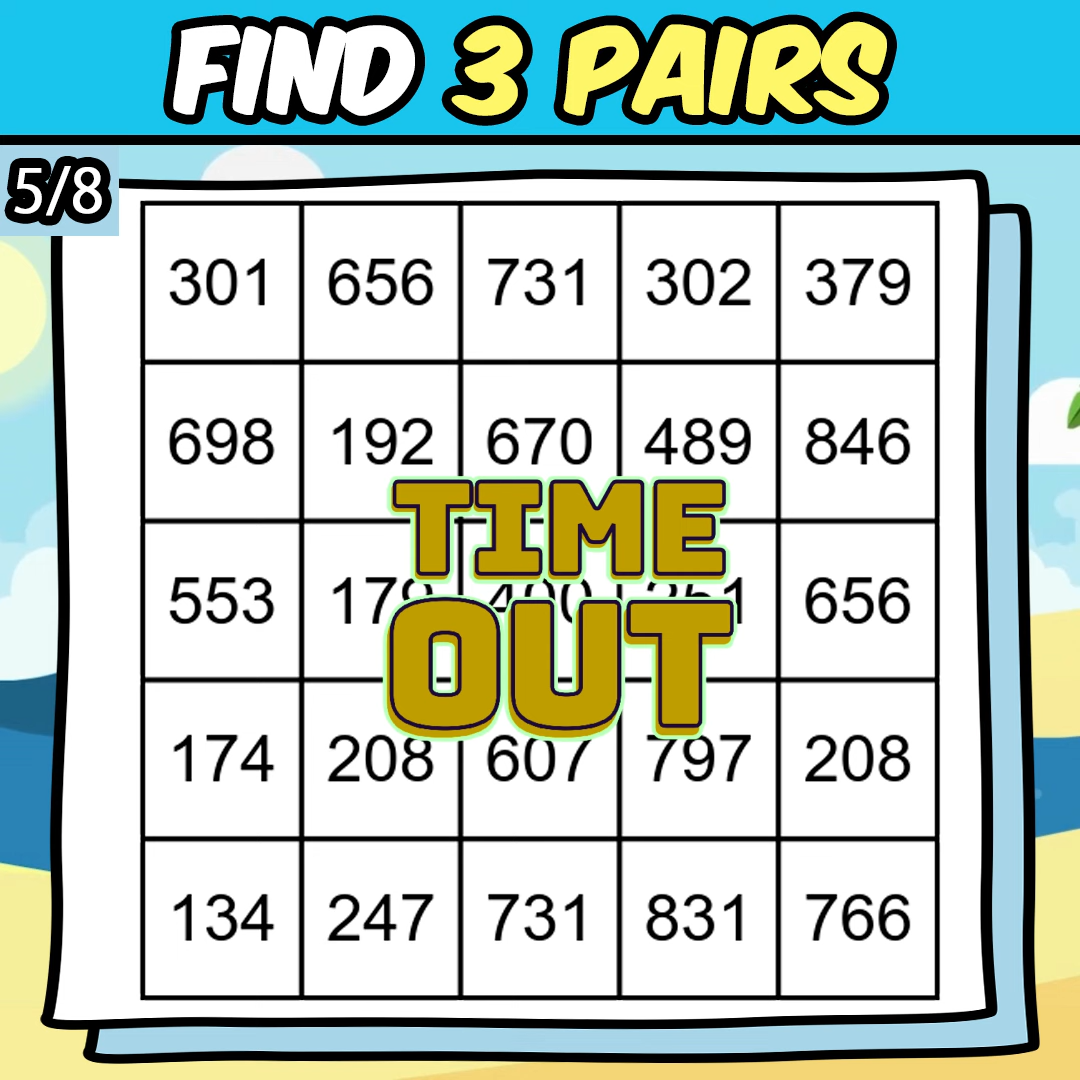 FIND 3 PAIRS
5/8
301 656 731 302 379
698 192 670 489 846
TIME
553 656
OUT
174 208 607 797 208
134 247 731 831 766